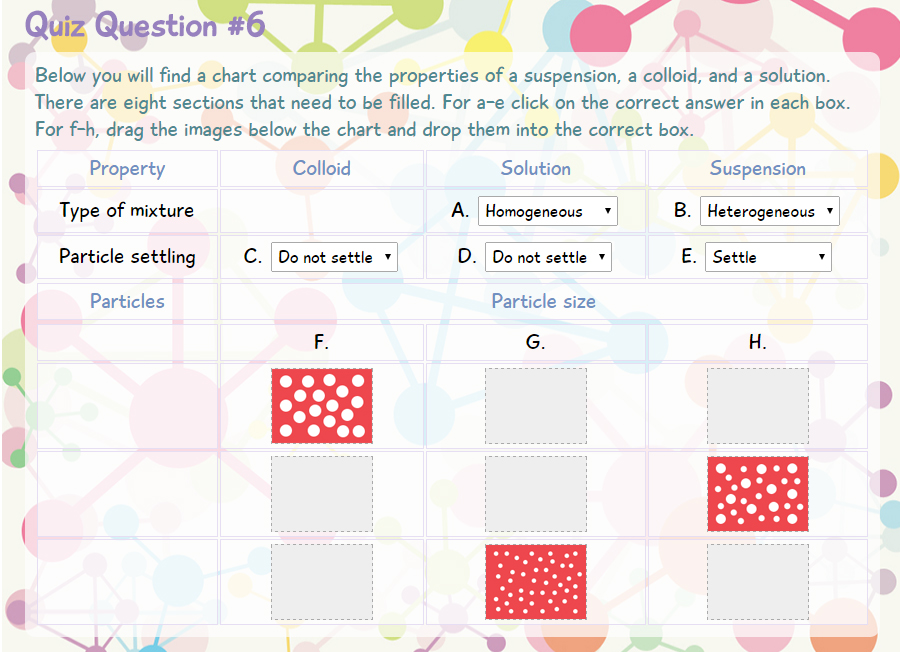 Quiz Question #6
Below you will find a chart comparing the properties of a suspension, a colloid, and a solution.
There are eight sections that need to be filled. For a-e click on the correct answer in each box.
For f-h, drag the images below the chart and drop them into the correct box.
Property Colloid Solution Suspension
Type of mixture A. Homogeneous B. Heterogeneous
Particle settling C. Do not settle D. Do not settle E. Settle
Particles Particle size
F. G. H.